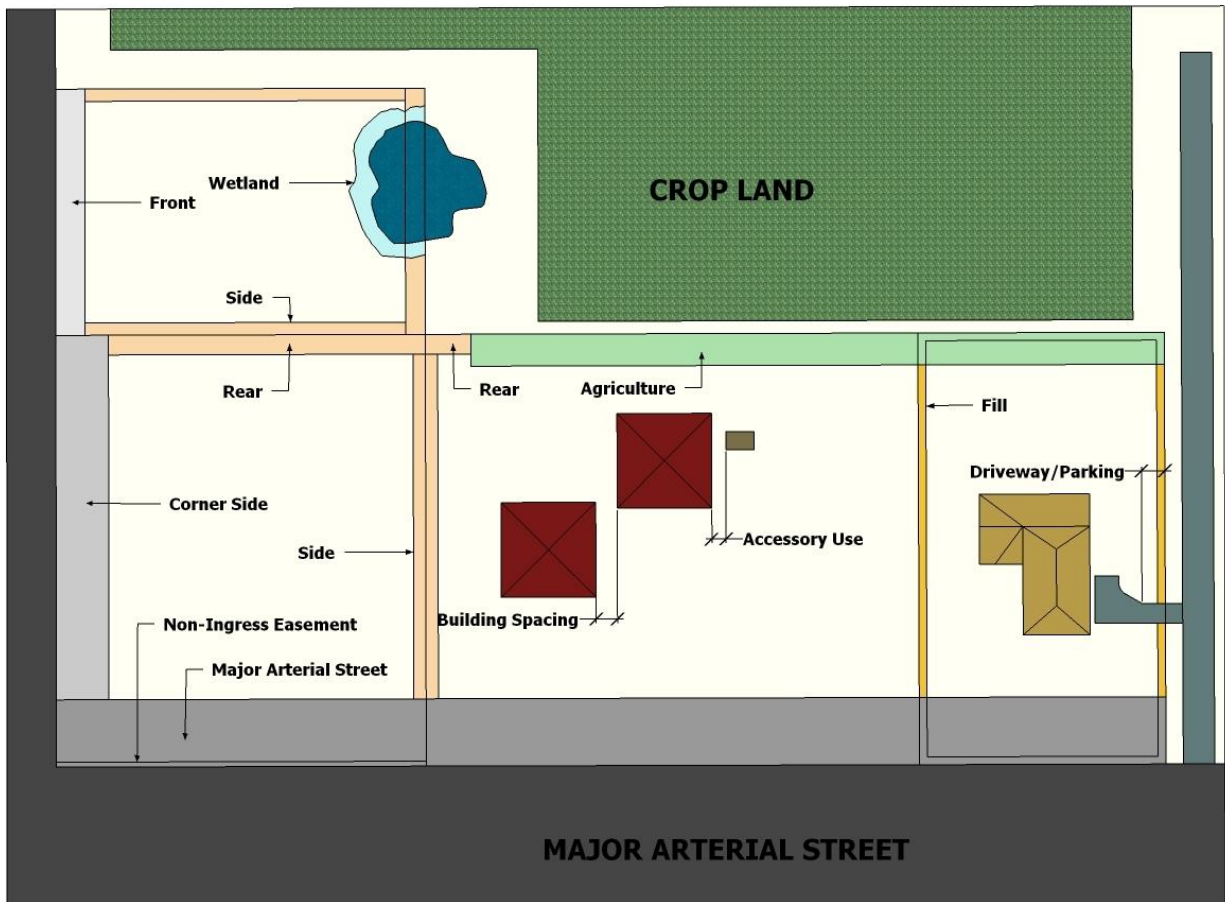 CROP LAND
Wetland
Front
Side
Rear
Rear
Agriculture
Fill
Driveway/Parking
Corner Side
Accessory Use
Side
Building Spacing
Non-Ingress Easement
Major Arterial Street
MAJOR ARTERIAL STREET